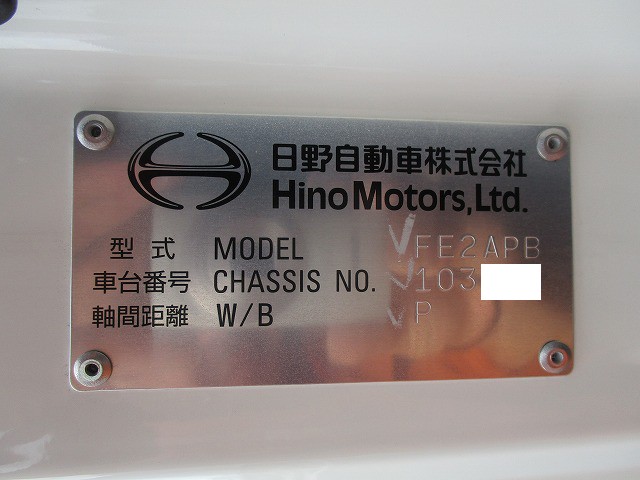 日野自動車株式会社
Hino Motors, Ltd.
型式 MODEL FE2APB
車台番号 CHASSIS NO. 103
軸間距離 W/B P